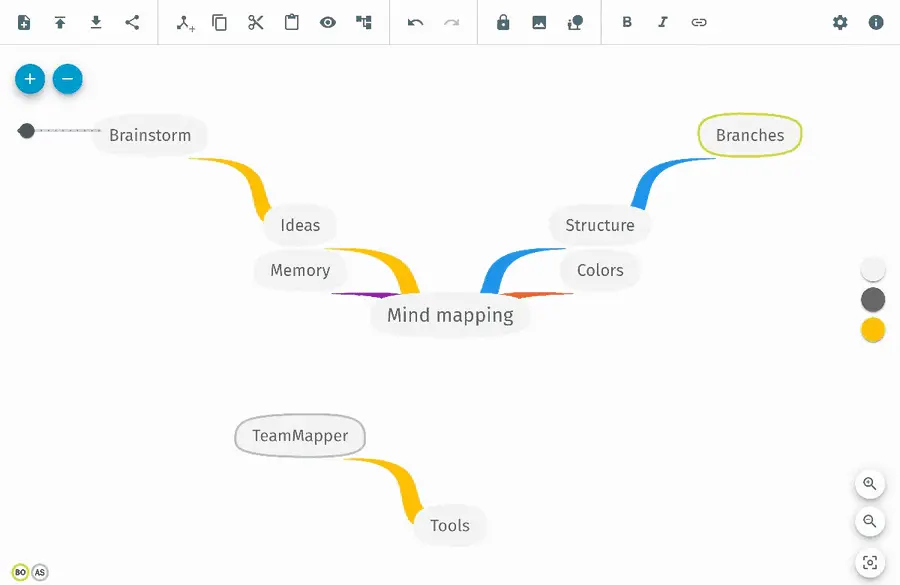 B I
+ −
Brainstorm
Branches
Ideas
Structure
Memory
Colors
Mind mapping
TeamMapper
Tools
BO AS